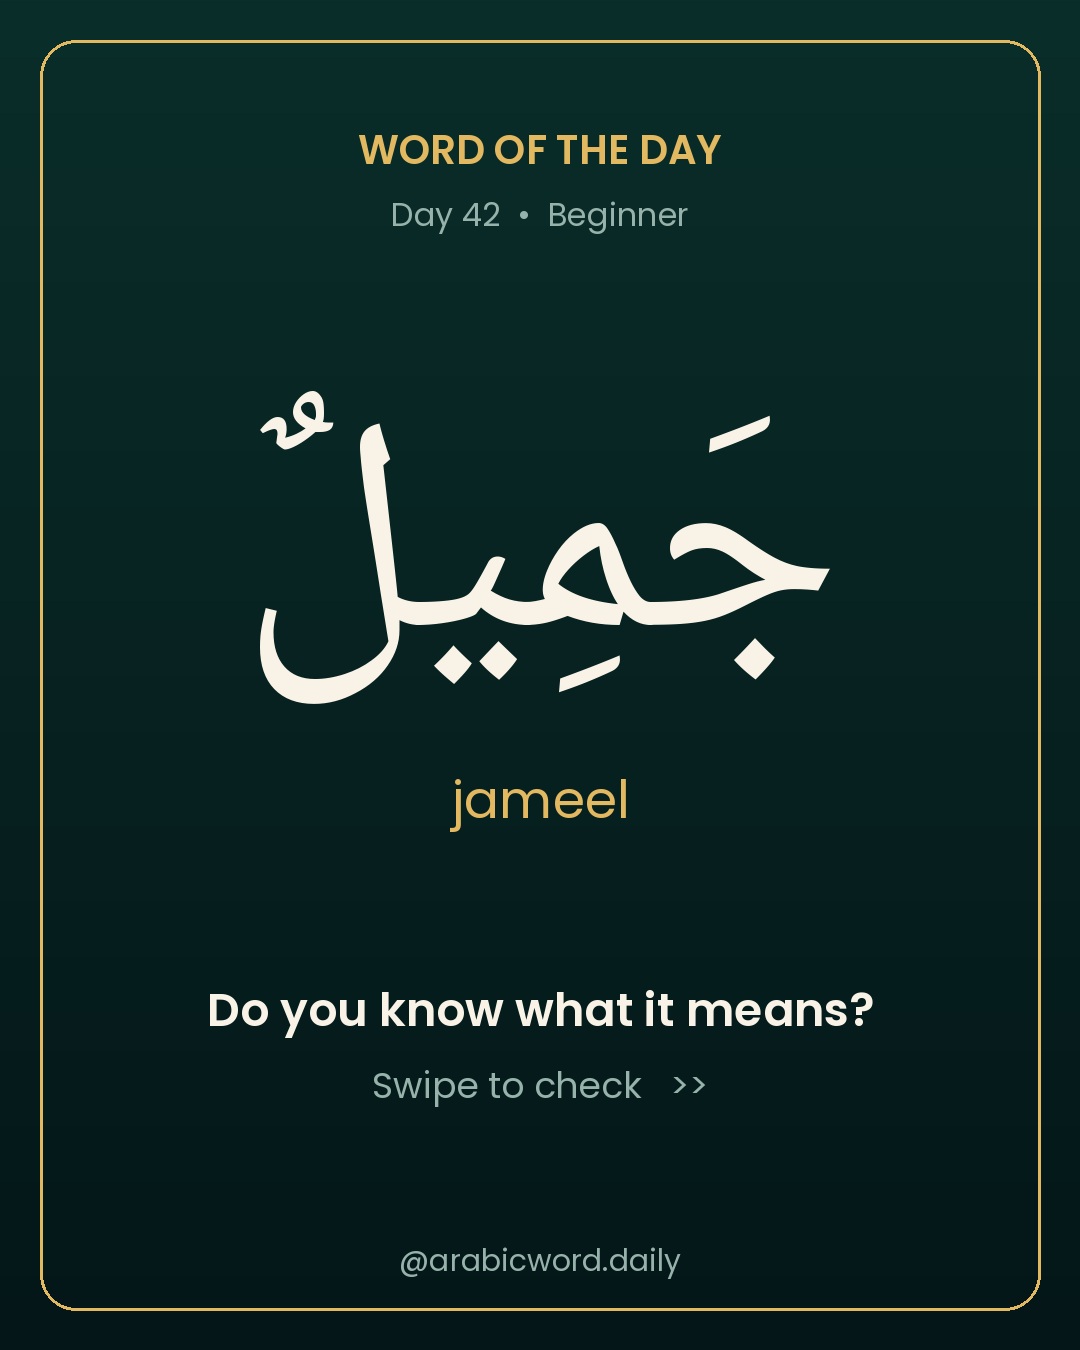 WORD OF THE DAY
Day 42 • Beginner
جَمِيلٌ
jameel
Do you know what it means?
Swipe to check >>
@arabicword.daily